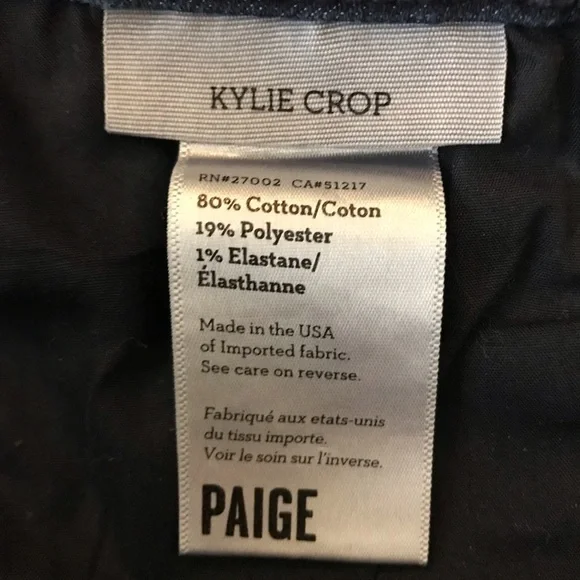 KYLIE CROP
RN#27002 CA#51217
80% Cotton/Coton
19% Polyester
1% Elastane/
Élasthanne
Made in the USA
of Imported fabric.
See care on reverse.
Fabriqué aux etats-unis
du tissu importe.
Voir le soin sur l'inverse.
PAIGE